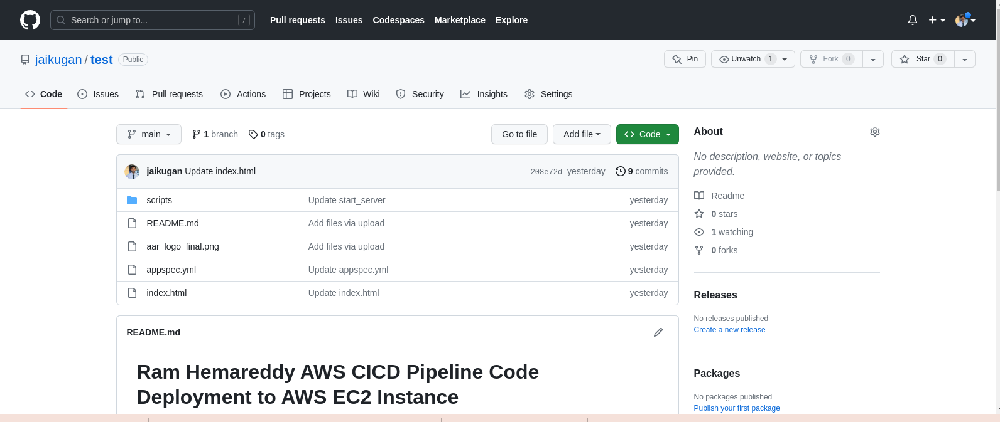 Search or jump to... /
Pull requests Issues Codespaces Marketplace Explore
jaikugan / test Public
Pin Unwatch 1 Fork 0 Star 0
Code Issues Pull requests Actions Projects Wiki Security Insights Settings
main 1 branch 0 tags Go to file Add file Code
jaikugan Update index.html 208e72d yesterday 9 commits
scripts Update start_server yesterday
README.md Add files via upload yesterday
aar_logo_final.png Add files via upload yesterday
appspec.yml Update appspec.yml yesterday
index.html Update index.html yesterday
README.md
Ram Hemareddy AWS CICD Pipeline Code
Deployment to AWS EC2 Instance
About
No description, website, or topics
provided.
Readme
0 stars
1 watching
0 forks
Releases
No releases published
Create a new release
Packages
No packages published
Publish your first package